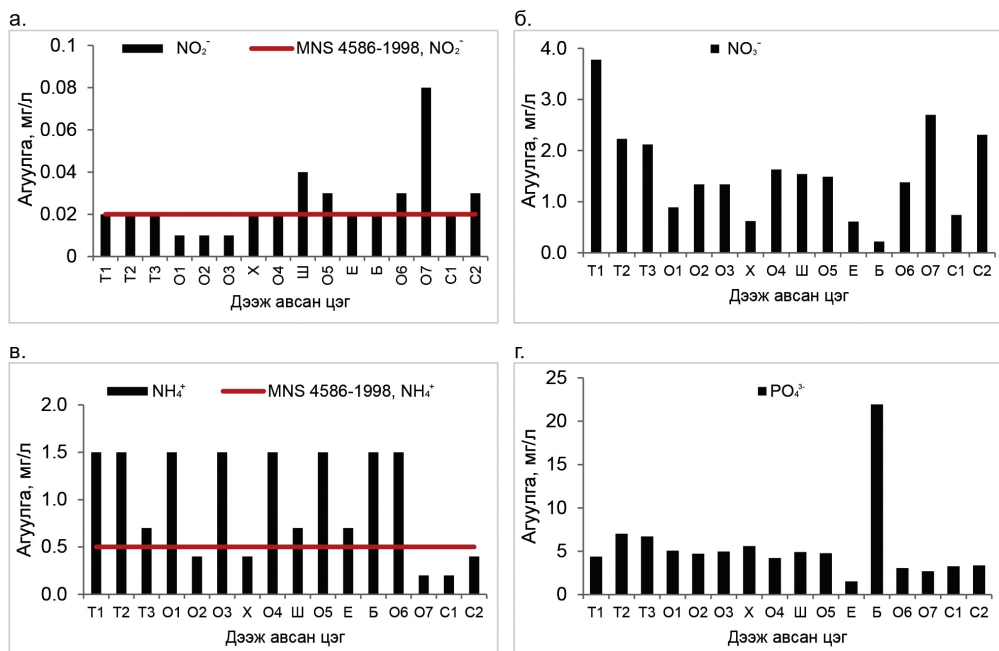 а.
NO₂⁻ MNS 4586-1998, NO₂⁻
Агуулга, мг/л
0.1
0.08
0.06
0.04
0.02
0
Т1 Т2 Т3 О1 О2 О3 Х О4 Ш О5 Е Б О6 О7 С1 С2
Дээж авсан цэг
б.
NO₃⁻
Агуулга, мг/л
4.0
3.0
2.0
1.0
0.0
Т1 Т2 Т3 О1 О2 О3 Х О4 Ш О5 Е Б О6 О7 С1 С2
Дээж авсан цэг
в.
NH₄⁺ MNS 4586-1998, NH₄⁺
Агуулга, мг/л
2.0
1.5
1.0
0.5
0.0
Т1 Т2 Т3 О1 О2 О3 Х О4 Ш О5 Е Б О6 О7 С1 С2
Дээж авсан цэг
г.
PO₄³⁻
Агуулга, мг/л
25
20
15
10
5
0
Т1 Т2 Т3 О1 О2 О3 Х О4 Ш О5 Е Б О6 О7 С1 С2
Дээж авсан цэг